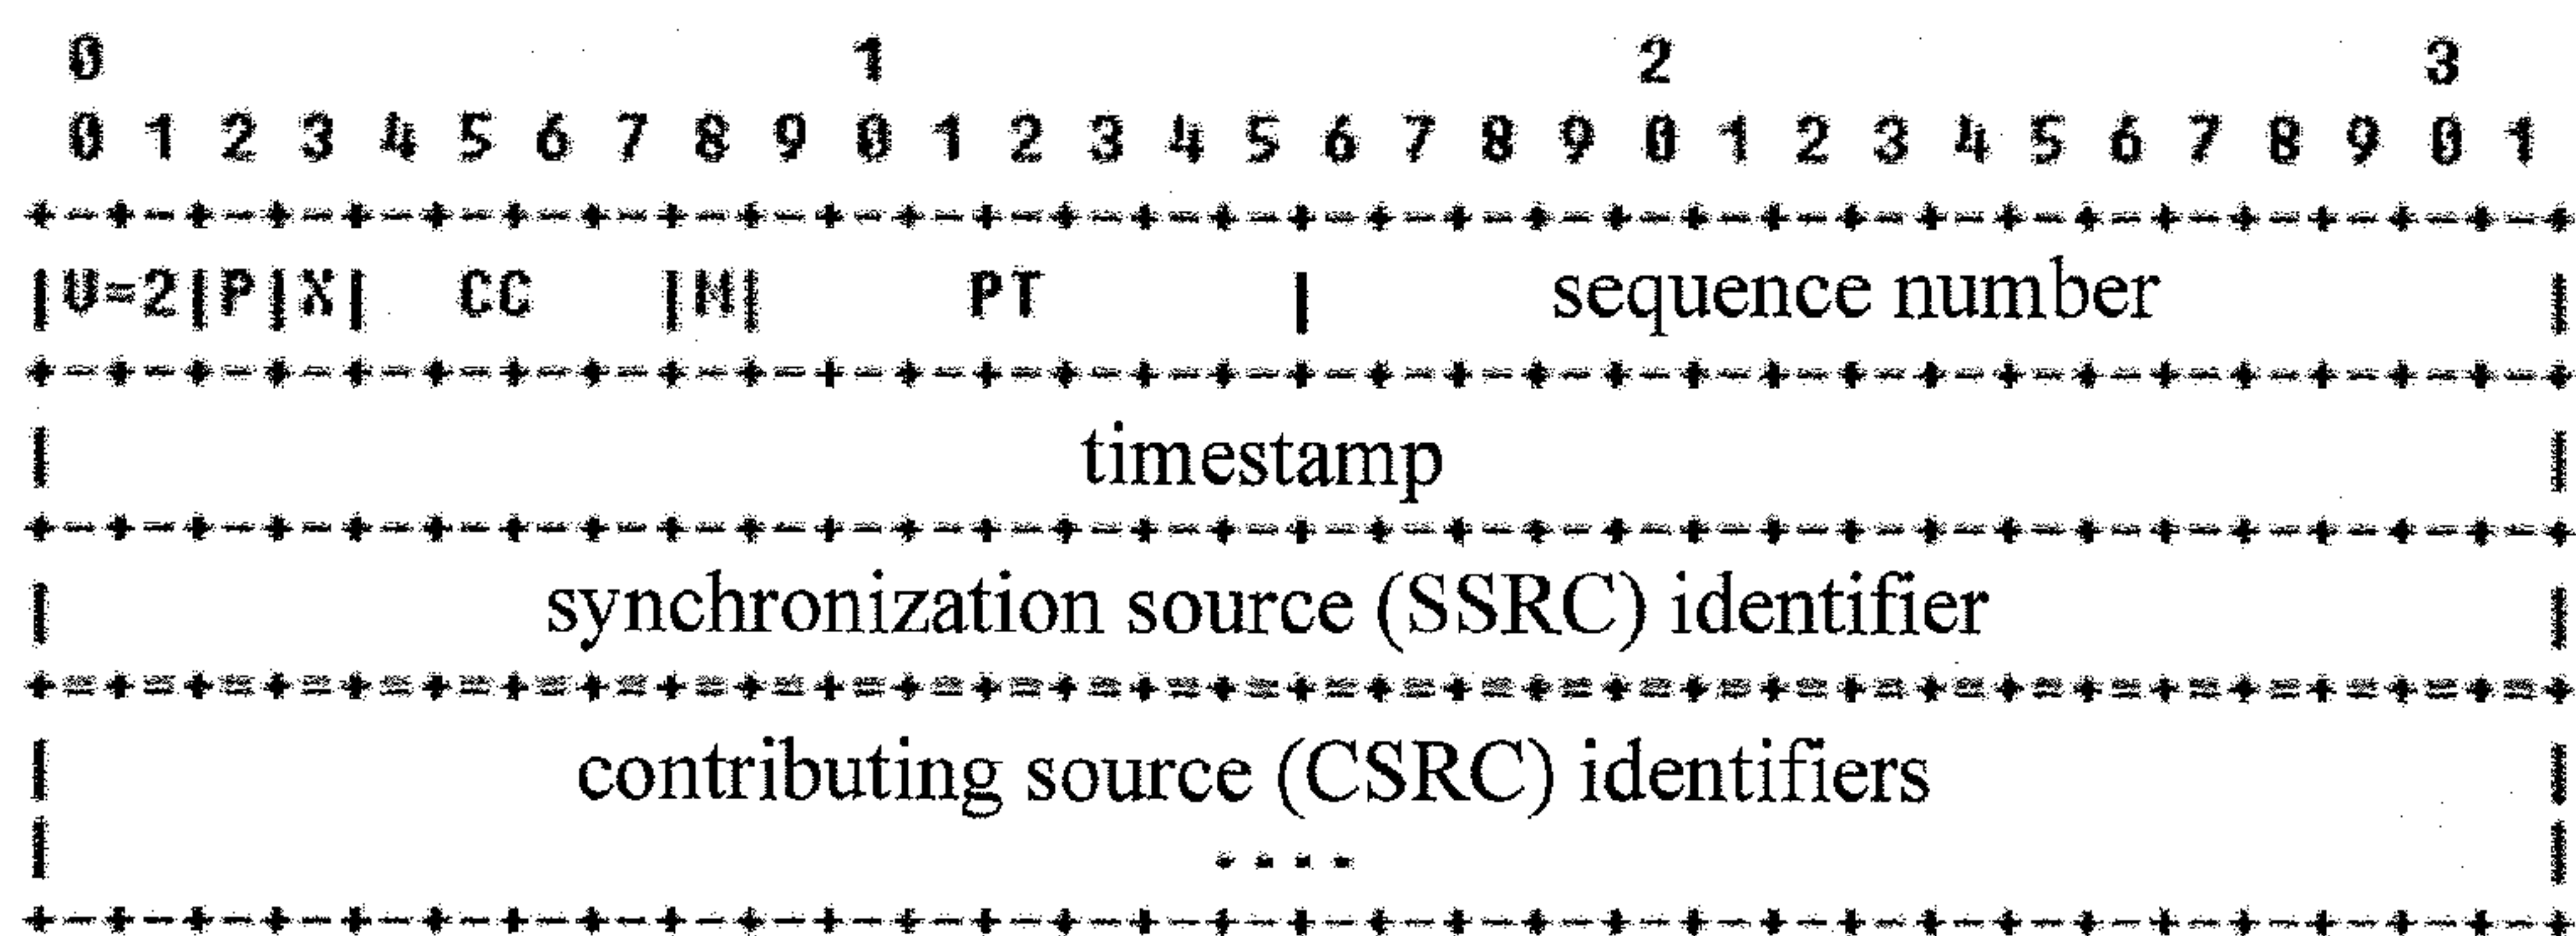 0                   1                   2                   3
0 1 2 3 4 5 6 7 8 9 0 1 2 3 4 5 6 7 8 9 0 1 2 3 4 5 6 7 8 9 0 1
+-+-+-+-+-+-+-+-+-+-+-+-+-+-+-+-+-+-+-+-+-+-+-+-+-+-+-+-+-+-+-+-+
|V=2|P|X| CC |M| PT | sequence number |
+-+-+-+-+-+-+-+-+-+-+-+-+-+-+-+-+-+-+-+-+-+-+-+-+-+-+-+-+-+-+-+-+
| timestamp |
+-+-+-+-+-+-+-+-+-+-+-+-+-+-+-+-+-+-+-+-+-+-+-+-+-+-+-+-+-+-+-+-+
| synchronization source (SSRC) identifier |
+=+=+=+=+=+=+=+=+=+=+=+=+=+=+=+=+=+=+=+=+=+=+=+=+=+=+=+=+=+=+=+=+
| contributing source (CSRC) identifiers |
| .... |
+-+-+-+-+-+-+-+-+-+-+-+-+-+-+-+-+-+-+-+-+-+-+-+-+-+-+-+-+-+-+-+-+